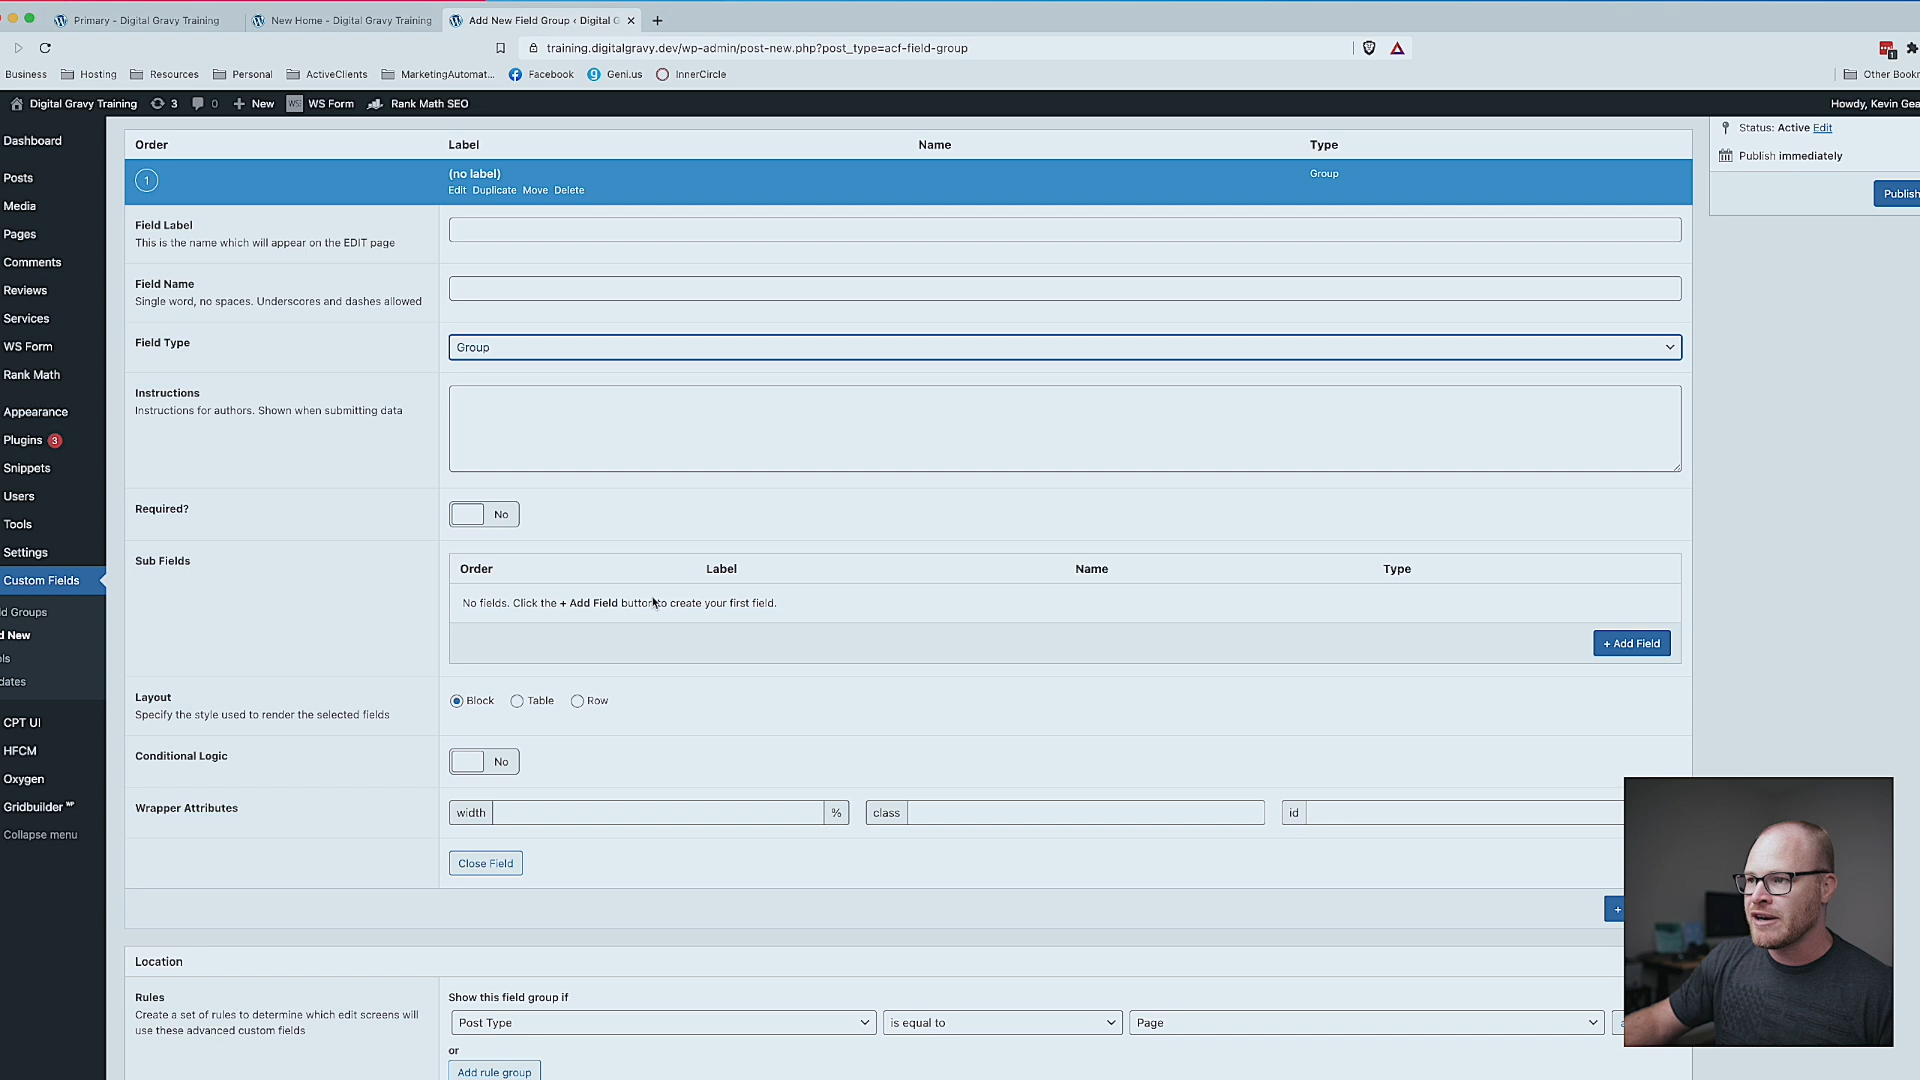 Primary - Digital Gravy Training
New Home - Digital Gravy Training
Add New Field Group ‹ Digital G
training.digitalgravy.dev/wp-admin/post-new.php?post_type=acf-field-group
Business Hosting Resources Personal ActiveClients MarketingAutomat... Facebook Geni.us InnerCircle Other Bookr
Digital Gravy Training 3 0 New WS Form Rank Math SEO Howdy, Kevin Gea
Dashboard
Posts
Media
Pages
Comments
Reviews
Services
WS Form
Rank Math
Appearance
Plugins 3
Snippets
Users
Tools
Settings
Custom Fields
d Groups
d New
ls
dates
CPT UI
HFCM
Oxygen
Gridbuilder WP
Collapse menu
Order Label Name Type
1 (no label) Group
Edit Duplicate Move Delete
Field Label
This is the name which will appear on the EDIT page
Field Name
Single word, no spaces. Underscores and dashes allowed
Field Type
Group
Instructions
Instructions for authors. Shown when submitting data
Required?
No
Sub Fields
Order Label Name Type
No fields. Click the + Add Field button to create your first field.
+ Add Field
Layout
Specify the style used to render the selected fields
Block Table Row
Conditional Logic
No
Wrapper Attributes
width % class id
Close Field
+
Location
Rules
Create a set of rules to determine which edit screens will
use these advanced custom fields
Show this field group if
Post Type is equal to Page
or
Add rule group
Status: Active Edit
Publish immediately
Publish